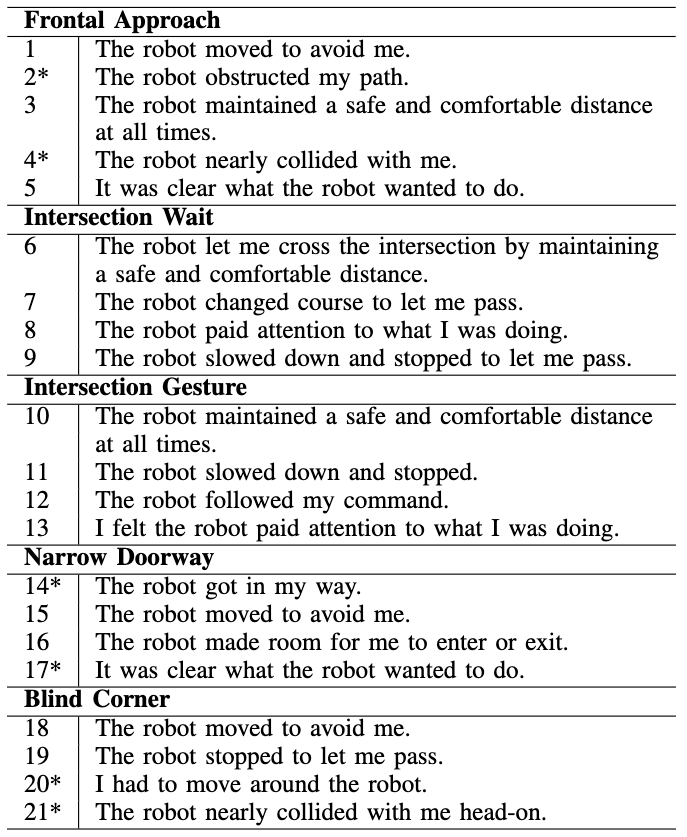 Frontal Approach
1 The robot moved to avoid me.
2* The robot obstructed my path.
3 The robot maintained a safe and comfortable distance
at all times.
4* The robot nearly collided with me.
5 It was clear what the robot wanted to do.
Intersection Wait
6 The robot let me cross the intersection by maintaining
a safe and comfortable distance.
7 The robot changed course to let me pass.
8 The robot paid attention to what I was doing.
9 The robot slowed down and stopped to let me pass.
Intersection Gesture
10 The robot maintained a safe and comfortable distance
at all times.
11 The robot slowed down and stopped.
12 The robot followed my command.
13 I felt the robot paid attention to what I was doing.
Narrow Doorway
14* The robot got in my way.
15 The robot moved to avoid me.
16 The robot made room for me to enter or exit.
17* It was clear what the robot wanted to do.
Blind Corner
18 The robot moved to avoid me.
19 The robot stopped to let me pass.
20* I had to move around the robot.
21* The robot nearly collided with me head-on.